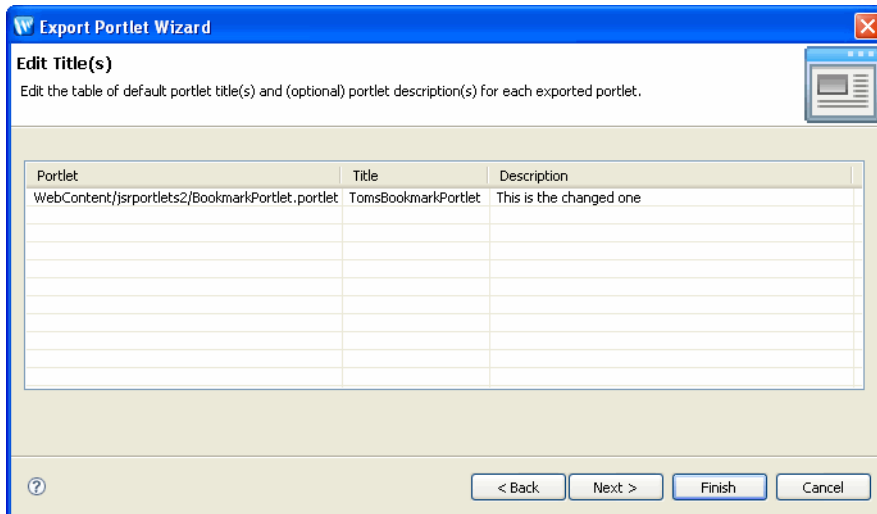 Export Portlet Wizard
Edit Title(s)
Edit the table of default portlet title(s) and (optional) portlet description(s) for each exported portlet.
Portlet Title Description
WebContent/jsrportlets2/BookmarkPortlet.portlet TomsBookmarkPortlet This is the changed one
? < Back Next > Finish Cancel